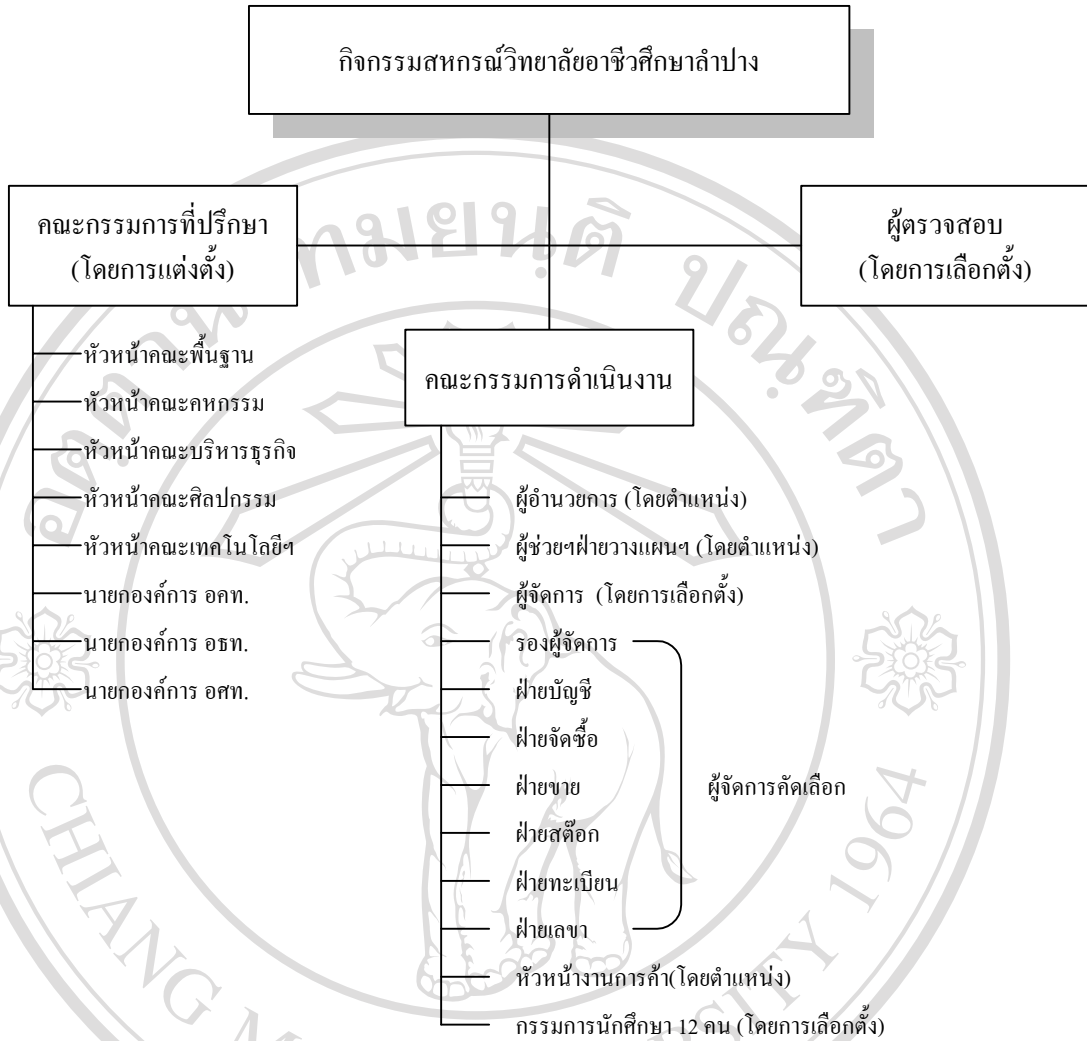 กิจกรรมสหกรณ์วิทยาลัยอาชีวศึกษาลำปาง
คณะกรรมการที่ปรึกษา
(โดยการแต่งตั้ง)
ผู้ตรวจสอบ
(โดยการเลือกตั้ง)
หัวหน้าคณะพื้นฐาน
หัวหน้าคณะคหกรรม
หัวหน้าคณะบริหารธุรกิจ
หัวหน้าคณะศิลปกรรม
หัวหน้าคณะเทคโนโลยีฯ
นายกองค์การ อคท.
นายกองค์การ อธท.
นายกองค์การ อศท.
คณะกรรมการดำเนินงาน
ผู้อำนวยการ (โดยตำแหน่ง)
ผู้ช่วยฯฝ่ายวางแผนฯ (โดยตำแหน่ง)
ผู้จัดการ (โดยการเลือกตั้ง)
รองผู้จัดการ
ฝ่ายบัญชี
ฝ่ายจัดซื้อ
ฝ่ายขาย
ฝ่ายสต๊อก
ฝ่ายทะเบียน
ฝ่ายเลขา
ผู้จัดการคัดเลือก
หัวหน้างานการค้า(โดยตำแหน่ง)
กรรมการนักศึกษา 12 คน (โดยการเลือกตั้ง)
CHIANG
1964